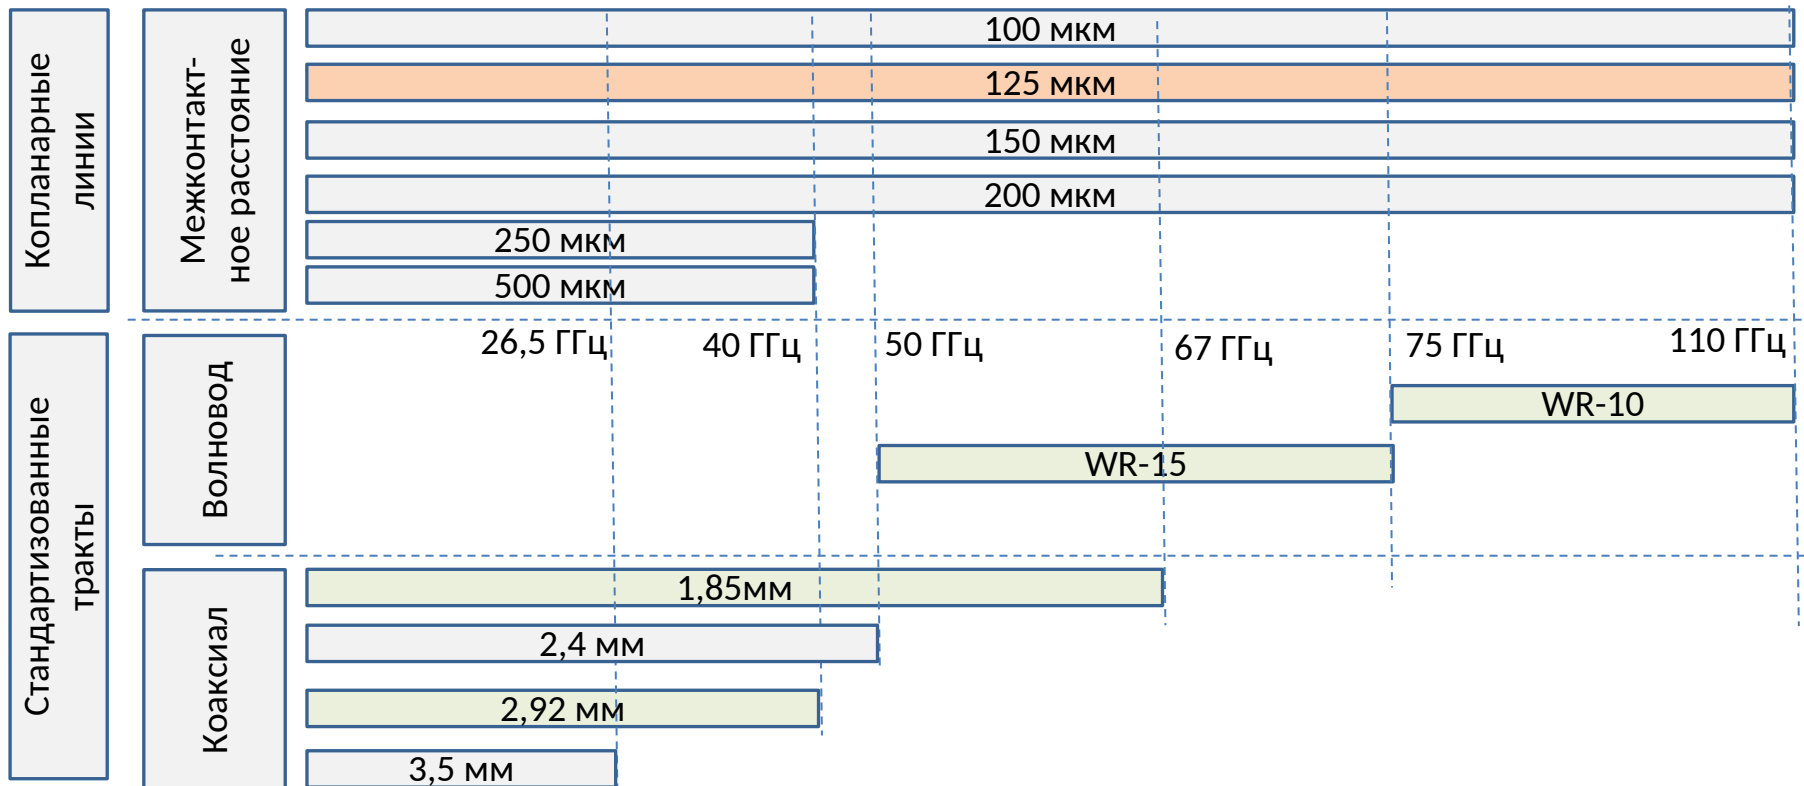 Копланарные
линии
Межконтакт-
ное расстояние
100 мкм
125 мкм
150 мкм
200 мкм
250 мкм
500 мкм
26,5 ГГц
40 ГГц
50 ГГц
67 ГГц
75 ГГц
110 ГГц
Стандартизованные
тракты
Волновод
WR-10
WR-15
Коаксиал
1,85мм
2,4 мм
2,92 мм
3,5 мм